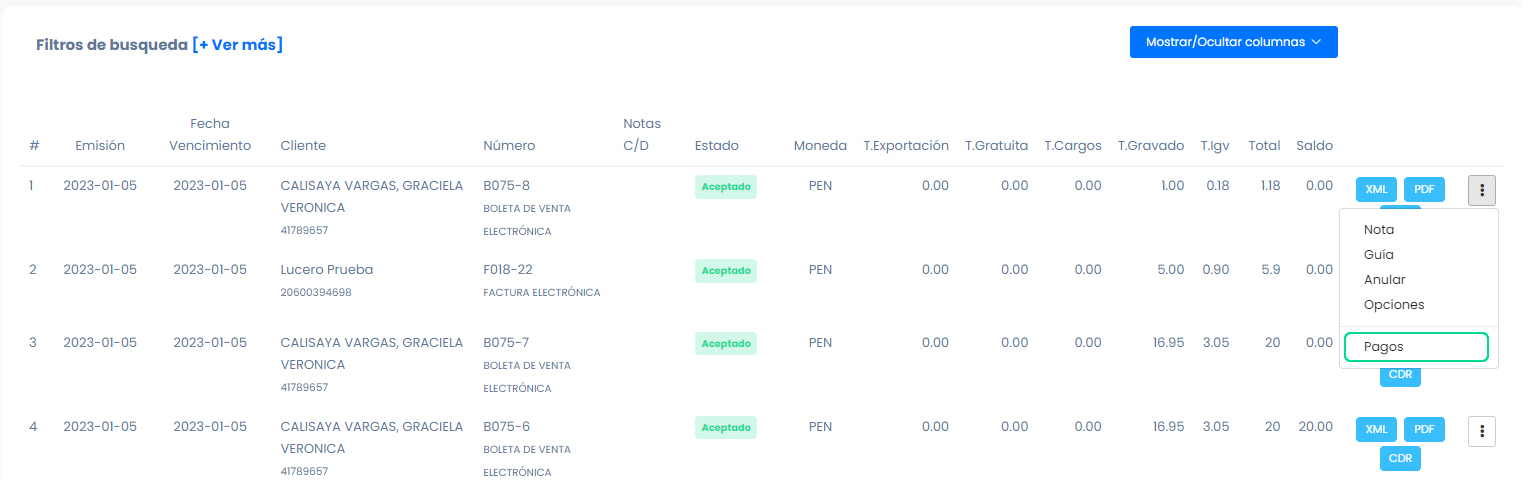 Filtros de busqueda [+ Ver más]
Mostrar/Ocultar columnas
# Emisión Fecha Vencimiento Cliente Número Notas C/D Estado Moneda T.Exportación T.Gratuita T.Cargos T.Gravado T.Igv Total Saldo
1 2023-01-05 2023-01-05 CALISAYA VARGAS, GRACIELA B075-8 Aceptado PEN 0.00 0.00 0.00 1.00 0.18 1.18 0.00 XML PDF
VERONICA BOLETA DE VENTA
41789657 ELECTRÓNICA
Nota
Guía
Anular
Opciones
Pagos
2 2023-01-05 2023-01-05 Lucero Prueba F018-22 Aceptado PEN 0.00 0.00 0.00 5.00 0.90 5.9 0.00
20600394698 FACTURA ELECTRÓNICA
3 2023-01-05 2023-01-05 CALISAYA VARGAS, GRACIELA B075-7 Aceptado PEN 0.00 0.00 0.00 16.95 3.05 20 0.00
VERONICA BOLETA DE VENTA CDR
41789657 ELECTRÓNICA
4 2023-01-05 2023-01-05 CALISAYA VARGAS, GRACIELA B075-6 Aceptado PEN 0.00 0.00 0.00 16.95 3.05 20 20.00 XML PDF
VERONICA BOLETA DE VENTA CDR
41789657 ELECTRÓNICA